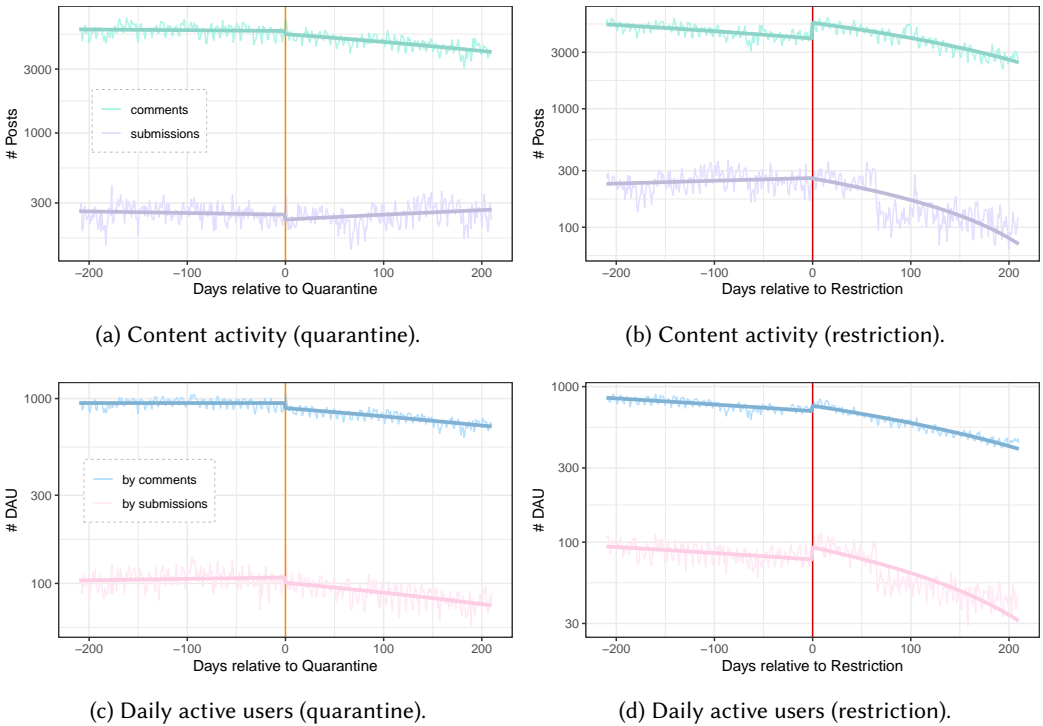 3000
1000
300
# Posts
comments
submissions
−200
−100
0
100
200
Days relative to Quarantine
(a) Content activity (quarantine).
3000
1000
300
100
# Posts
−200
−100
0
100
200
Days relative to Restriction
(b) Content activity (restriction).
1000
300
100
# DAU
by comments
by submissions
−200
−100
0
100
200
Days relative to Quarantine
(c) Daily active users (quarantine).
1000
300
100
30
# DAU
−200
−100
0
100
200
Days relative to Restriction
(d) Daily active users (restriction).